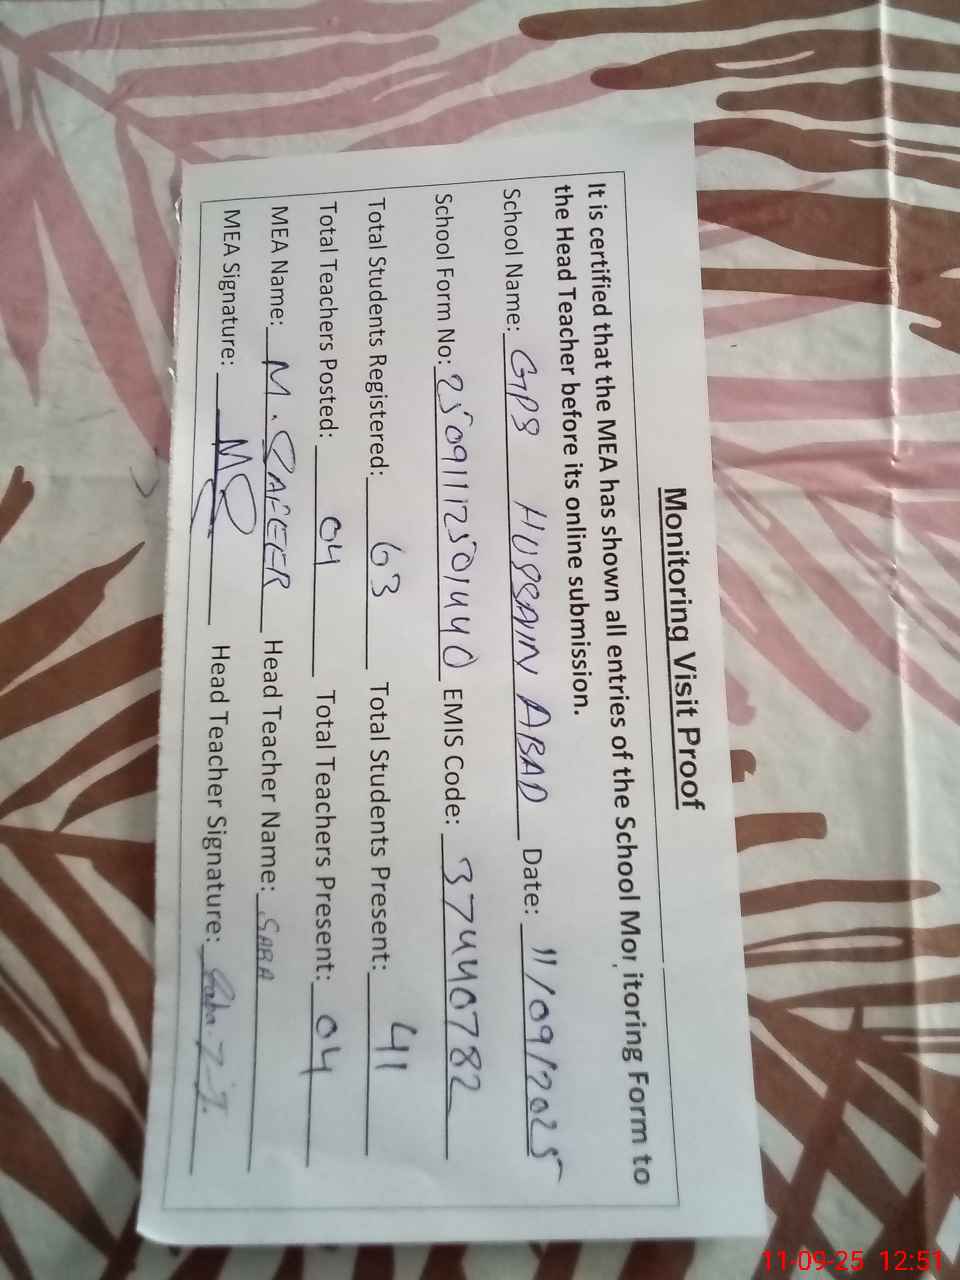 Monitoring Visit Proof
It is certified that the MEA has shown all entries of the School Monitoring Form to
the Head Teacher before its online submission.
School Name: GPS HUSSAIN ABAD Date: 11/09/2025
School Form No: 25091112501440 EMIS Code: 37440782
Total Students Registered: 63 Total Students Present: 41
Total Teachers Posted: 04 Total Teachers Present: 04
MEA Name: M. SAFEER Head Teacher Name: SABA
MEA Signature: MS Head Teacher Signature: Saba
11-09-25 12:51